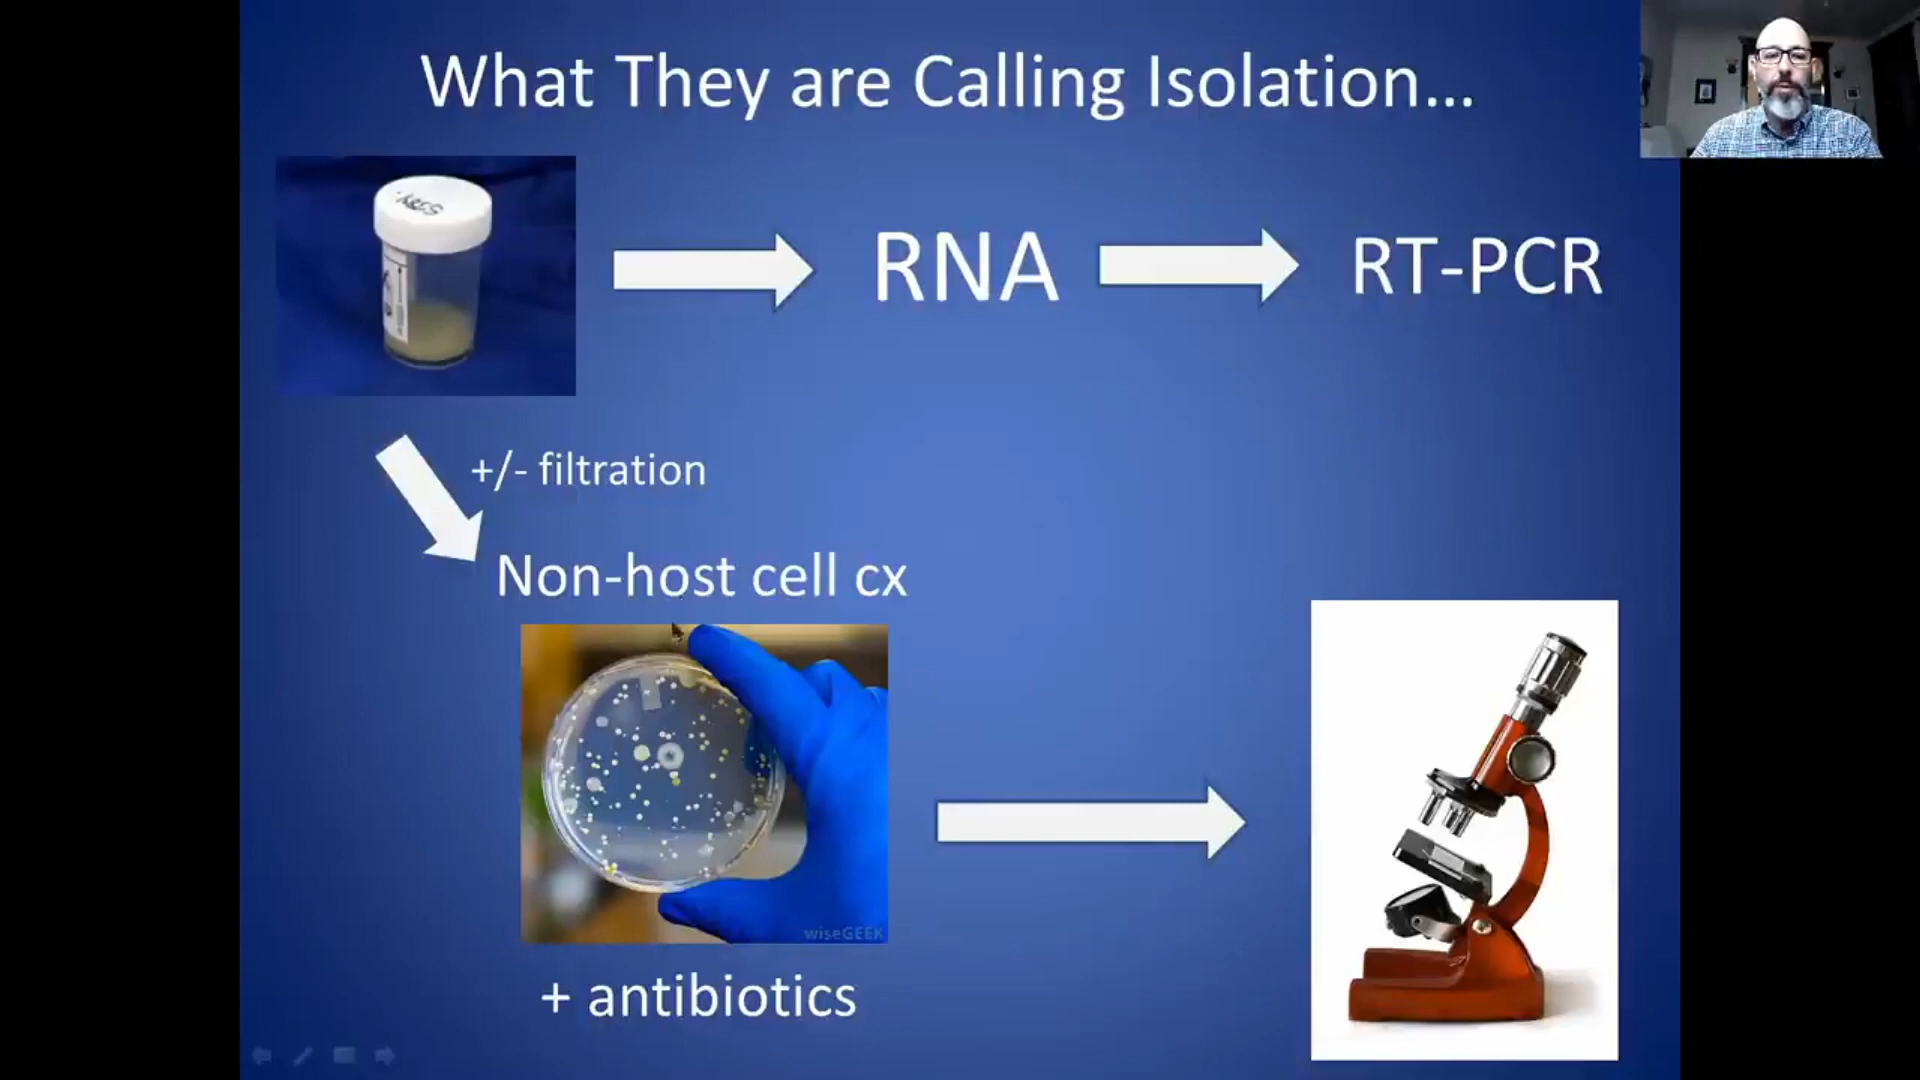 What They are Calling Isolation...
RNA
RT-PCR
+/- filtration
Non-host cell cx
wiseGEEK
+ antibiotics